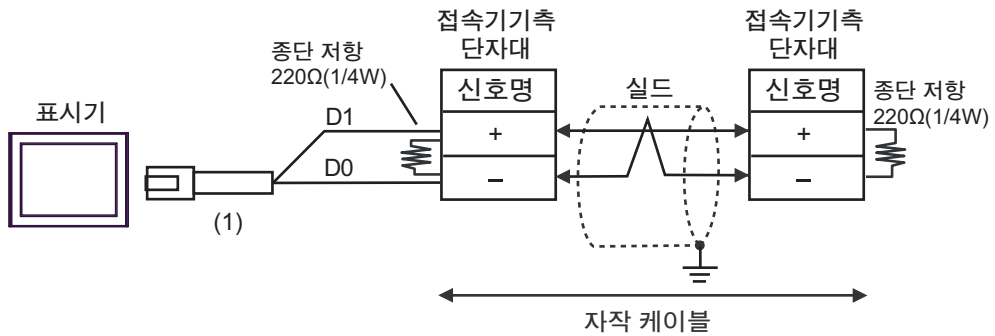 표시기
(1)
종단 저항
220Ω(1/4W)
D1
D0
접속기기측
단자대
신호명
+
−
실드
접속기기측
단자대
신호명
+
−
종단 저항
220Ω(1/4W)
자작 케이블